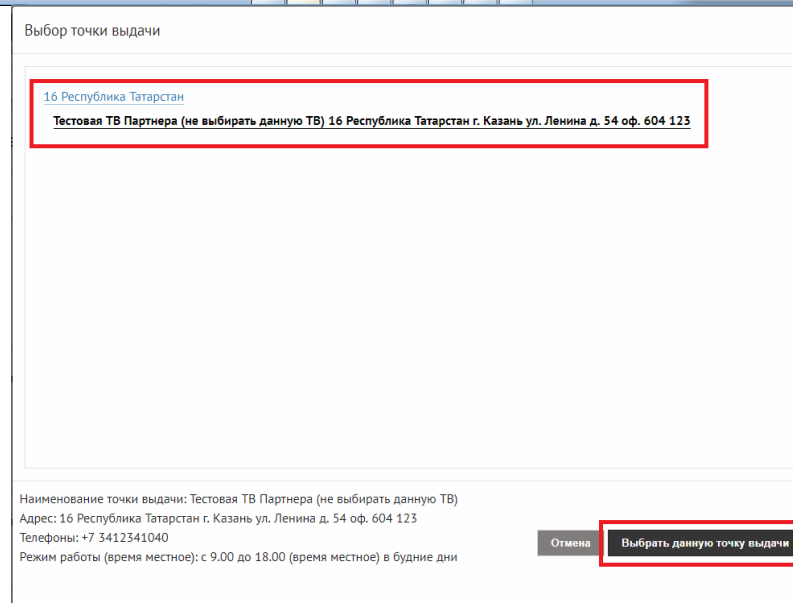 Выбор точки выдачи
16 Республика Татарстан
Тестовая ТВ Партнера (не выбирать данную ТВ) 16 Республика Татарстан г. Казань ул. Ленина д. 54 оф. 604 123
Наименование точки выдачи: Тестовая ТВ Партнера (не выбирать данную ТВ)
Адрес: 16 Республика Татарстан г. Казань ул. Ленина д. 54 оф. 604 123
Телефоны: +7 3412341040
Режим работы (время местное): с 9.00 до 18.00 (время местное) в будние дни
Отмена
Выбрать данную точку выдачи